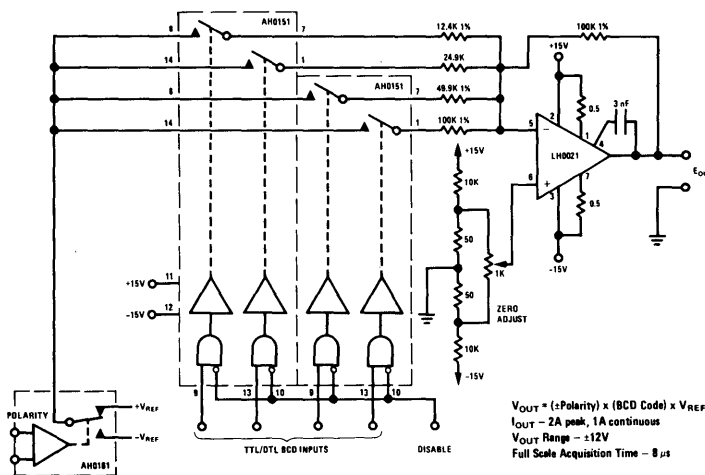 AH0151
6
7
12.4K 1%
100K 1%
14
1
24.9K
+15V
AH0151
6
7
49.9K 1%
0.5
3 nF
14
1
100K 1%
5
2
1
4
LH0021
6
3
7
+15V
10K
50
1K
50
ZERO
ADJUST
10K
-15V
0.5
-15V
+15V
11
-15V
12
9
13
10
9
13
10
POLARITY
+VREF
-VREF
AH0161
TTL/DTL BCD INPUTS
DISABLE
VOUT = (±Polarity) x (BCD Code) x VREF
IOUT – 2A peak, 1A continuous
VOUT Range – ±12V
Full Scale Acquisition Time – 8 μs